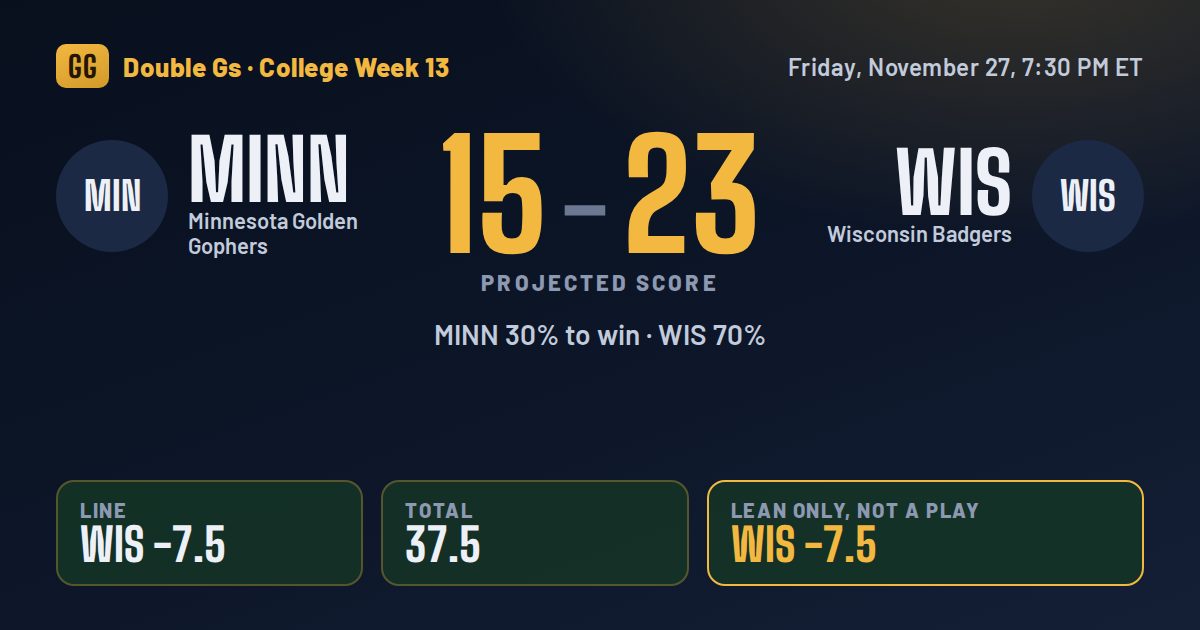 GG Double Gs · College Week 13
Friday, November 27, 7:30 PM ET
MIN
MINN
Minnesota Golden
Gophers
15 – 23
PROJECTED SCORE
MINN 30% to win · WIS 70%
WIS
Wisconsin Badgers
WIS
LINE
WIS −7.5
TOTAL
37.5
LEAN ONLY, NOT A PLAY
WIS −7.5